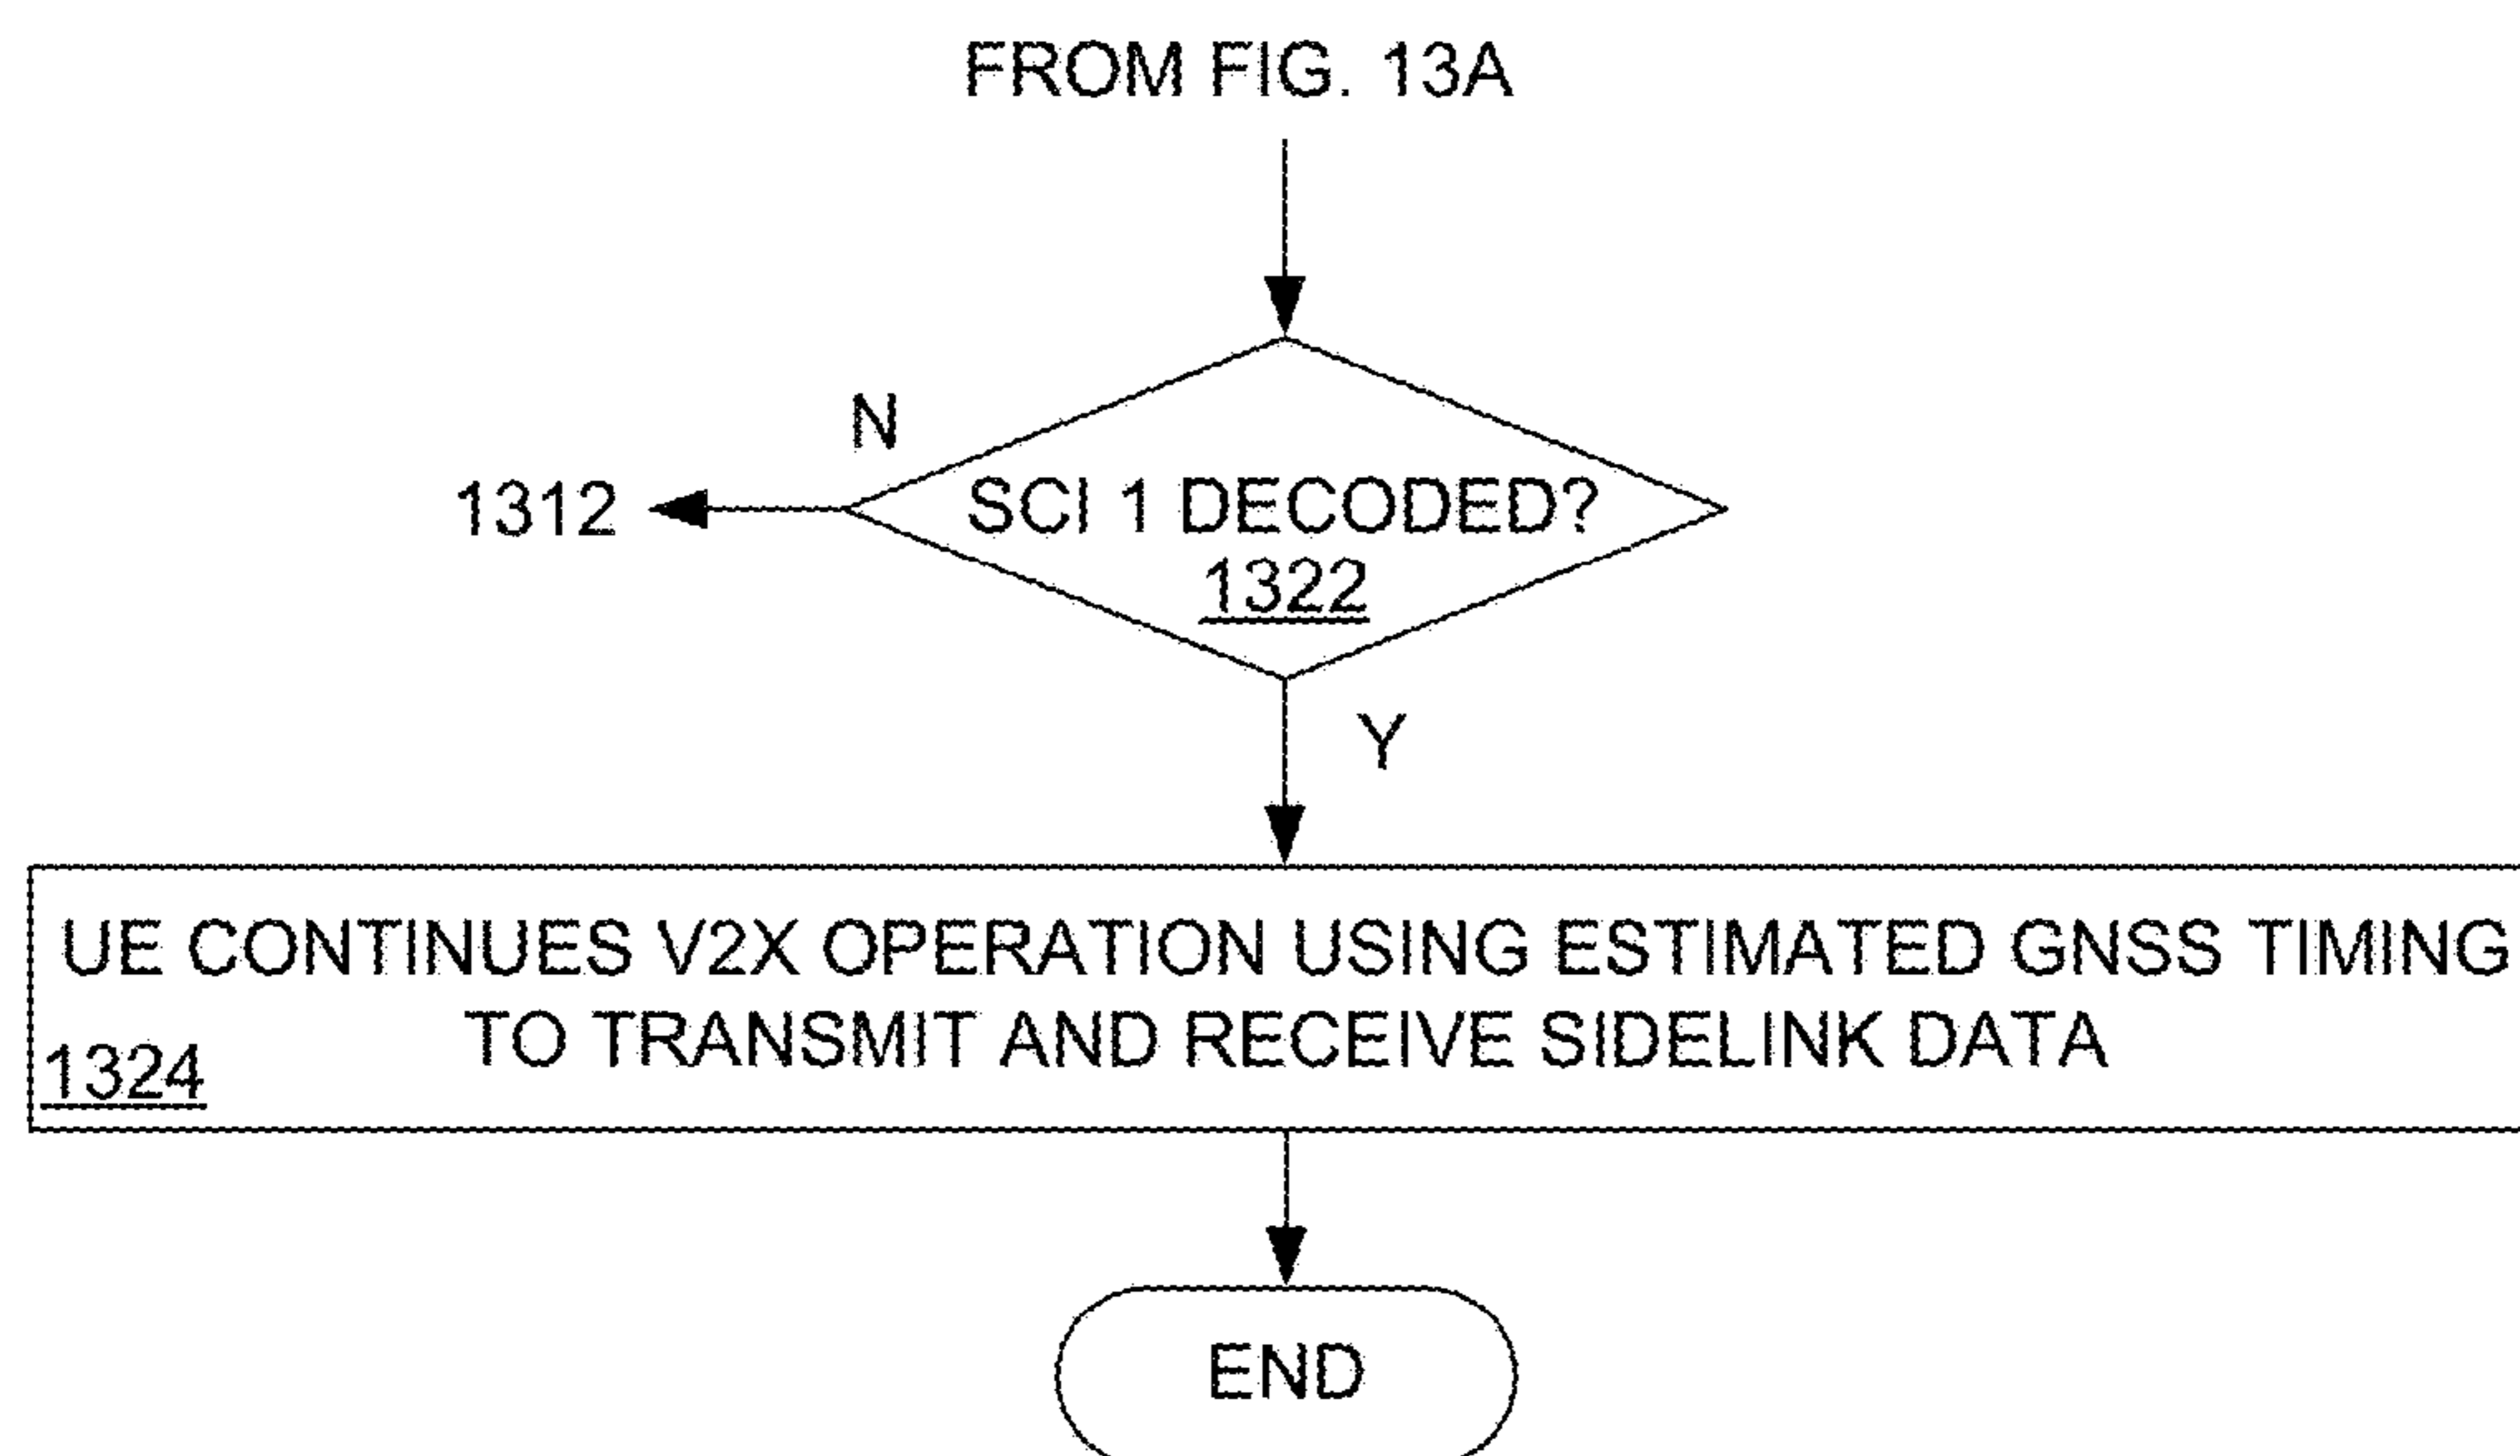 FROM FIG. 13A
N
1312
SCI 1 DECODED?
1322
Y
UE CONTINUES V2X OPERATION USING ESTIMATED GNSS TIMING
TO TRANSMIT AND RECEIVE SIDELINK DATA
1324
END